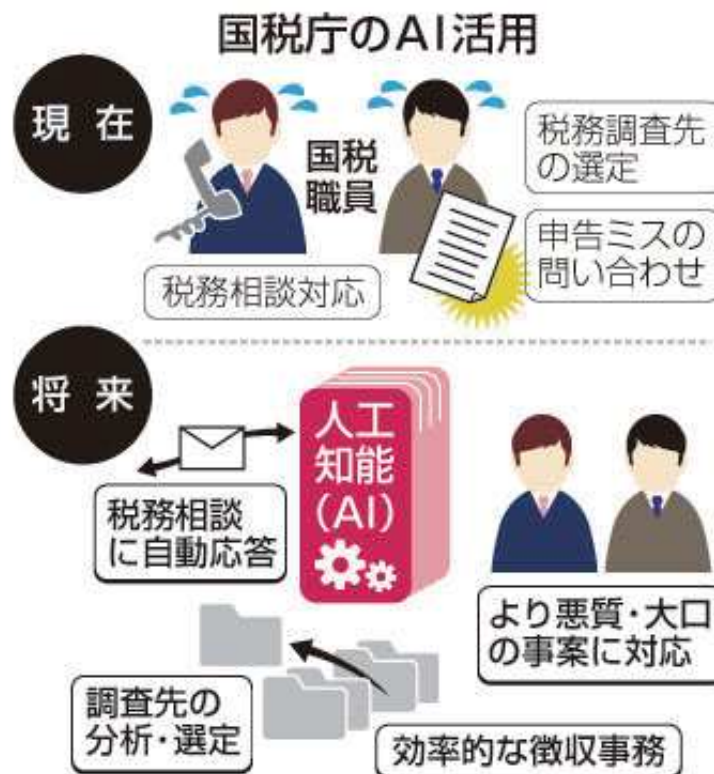 国税庁のAI活用
現在
国税
職員
税務調査先
の選定
申告ミスの
問い合わせ
税務相談対応
将来
人工
知能
(AI)
税務相談
に自動応答
より悪質・大口
の事案に対応
調査先の
分析・選定
効率的な徴収事務